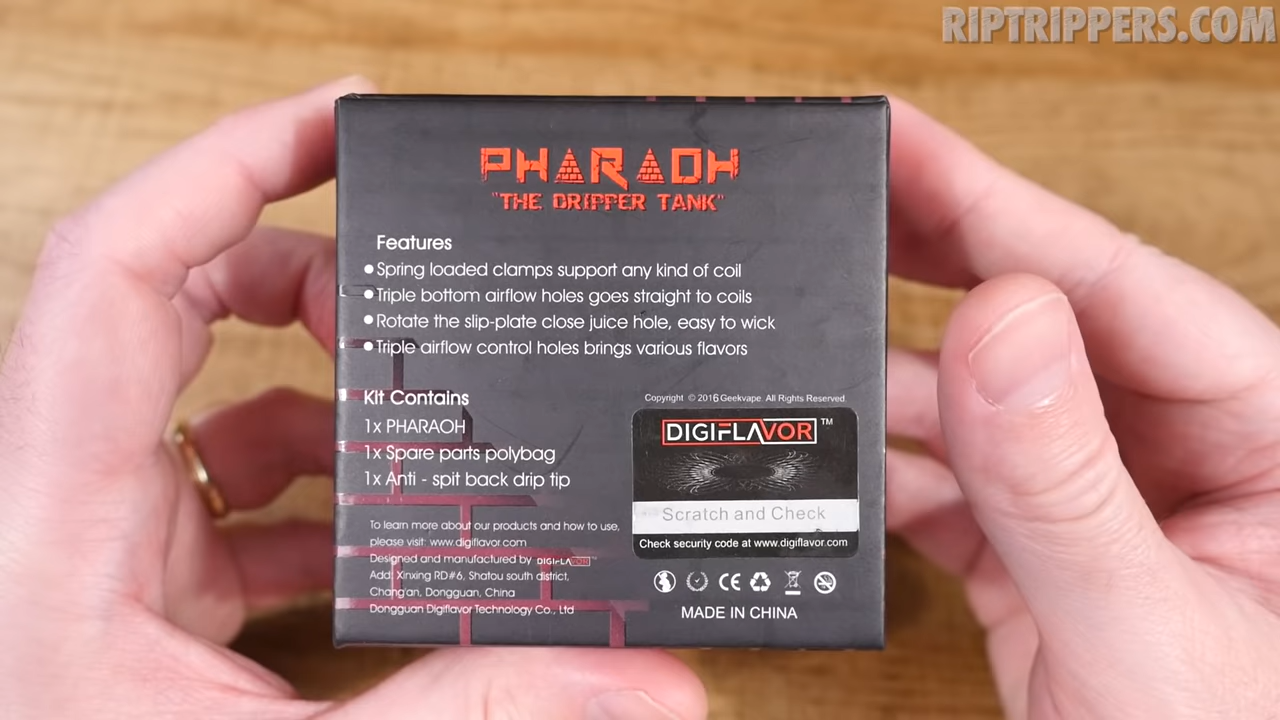 RIPTRIPPERS.COM
PHARAOH
"THE DRIPPER TANK"
Features
● Spring loaded clamps support any kind of coil
● Triple bottom airflow holes goes straight to coils
● Rotate the slip-plate close juice hole, easy to wick
● Triple airflow control holes brings various flavors
Kit Contains
1x PHARAOH
1x Spare parts polybag
1x Anti - spit back drip tip
To learn more about our products and how to use,
please visit: www.digiflavor.com
Designed and manufactured by DIGIFLAVOR™
Add: Xinxing RD#6, Shatou south district,
Chang'an, Dongguan, China
Dongguan Digiflavor Technology Co., Ltd
Copyright © 2016 Geekvape. All Rights Reserved.
DIGIFLAVOR™
Scratch and Check
Check security code at www.digiflavor.com
CE
MADE IN CHINA